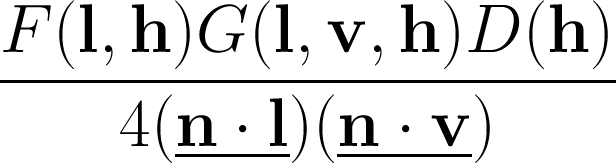 F(l, h)G(l, v, h)D(h)
4(n · l)(n · v)